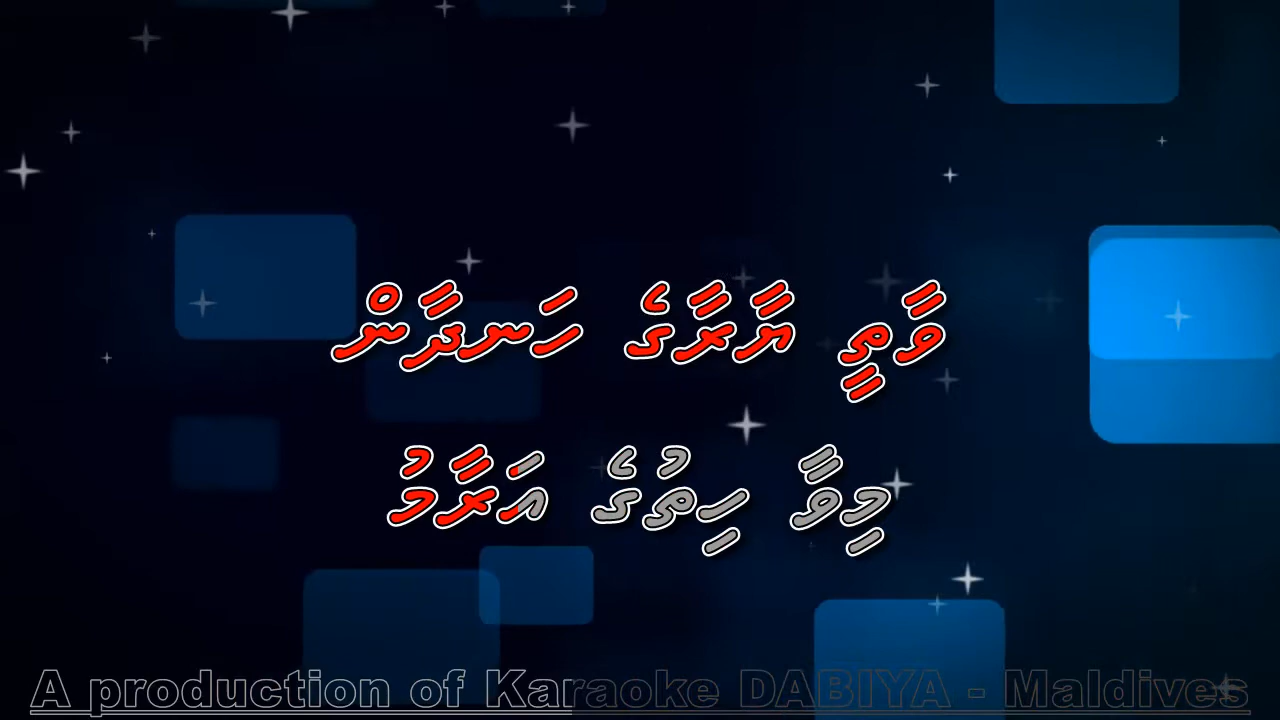 ވާތީ ޔާރާގެ ހަނދާން
މިވާ ހިތުގެ އަރާމު
A production of Karaoke DABIYA - Maldives